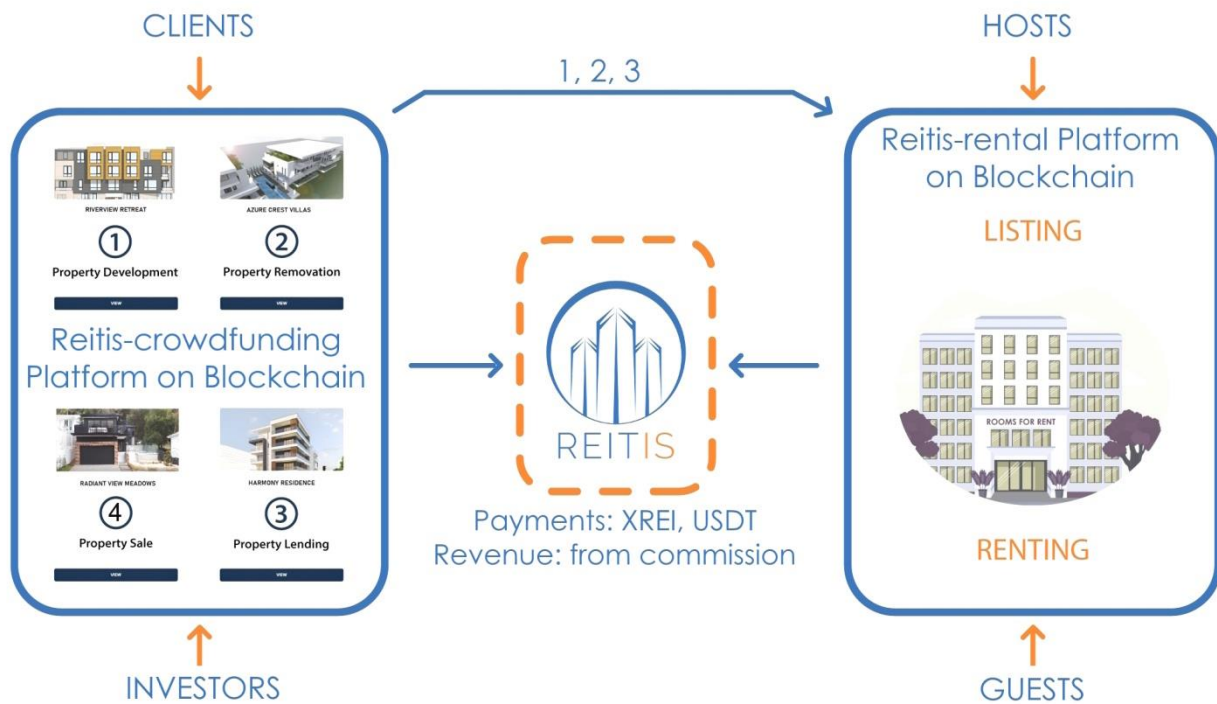 CLIENTS
HOSTS
1, 2, 3
RIVERVIEW RETREAT
AZURE CREST VILLAS
1
2
Property Development
Property Removation
VIEW
VIEW
Reitis-crowdfunding
Platform on Blockchain
RADIANT VIEW MEADOWS
HARMONY RESIDENCE
4
3
Property Sale
Property Lending
VIEW
VIEW
REITIS
Payments: XREI, USDT
Revenue: from commission
Reitis-rental Platform
on Blockchain
LISTING
ROOMS FOR RENT
RENTING
INVESTORS
GUESTS